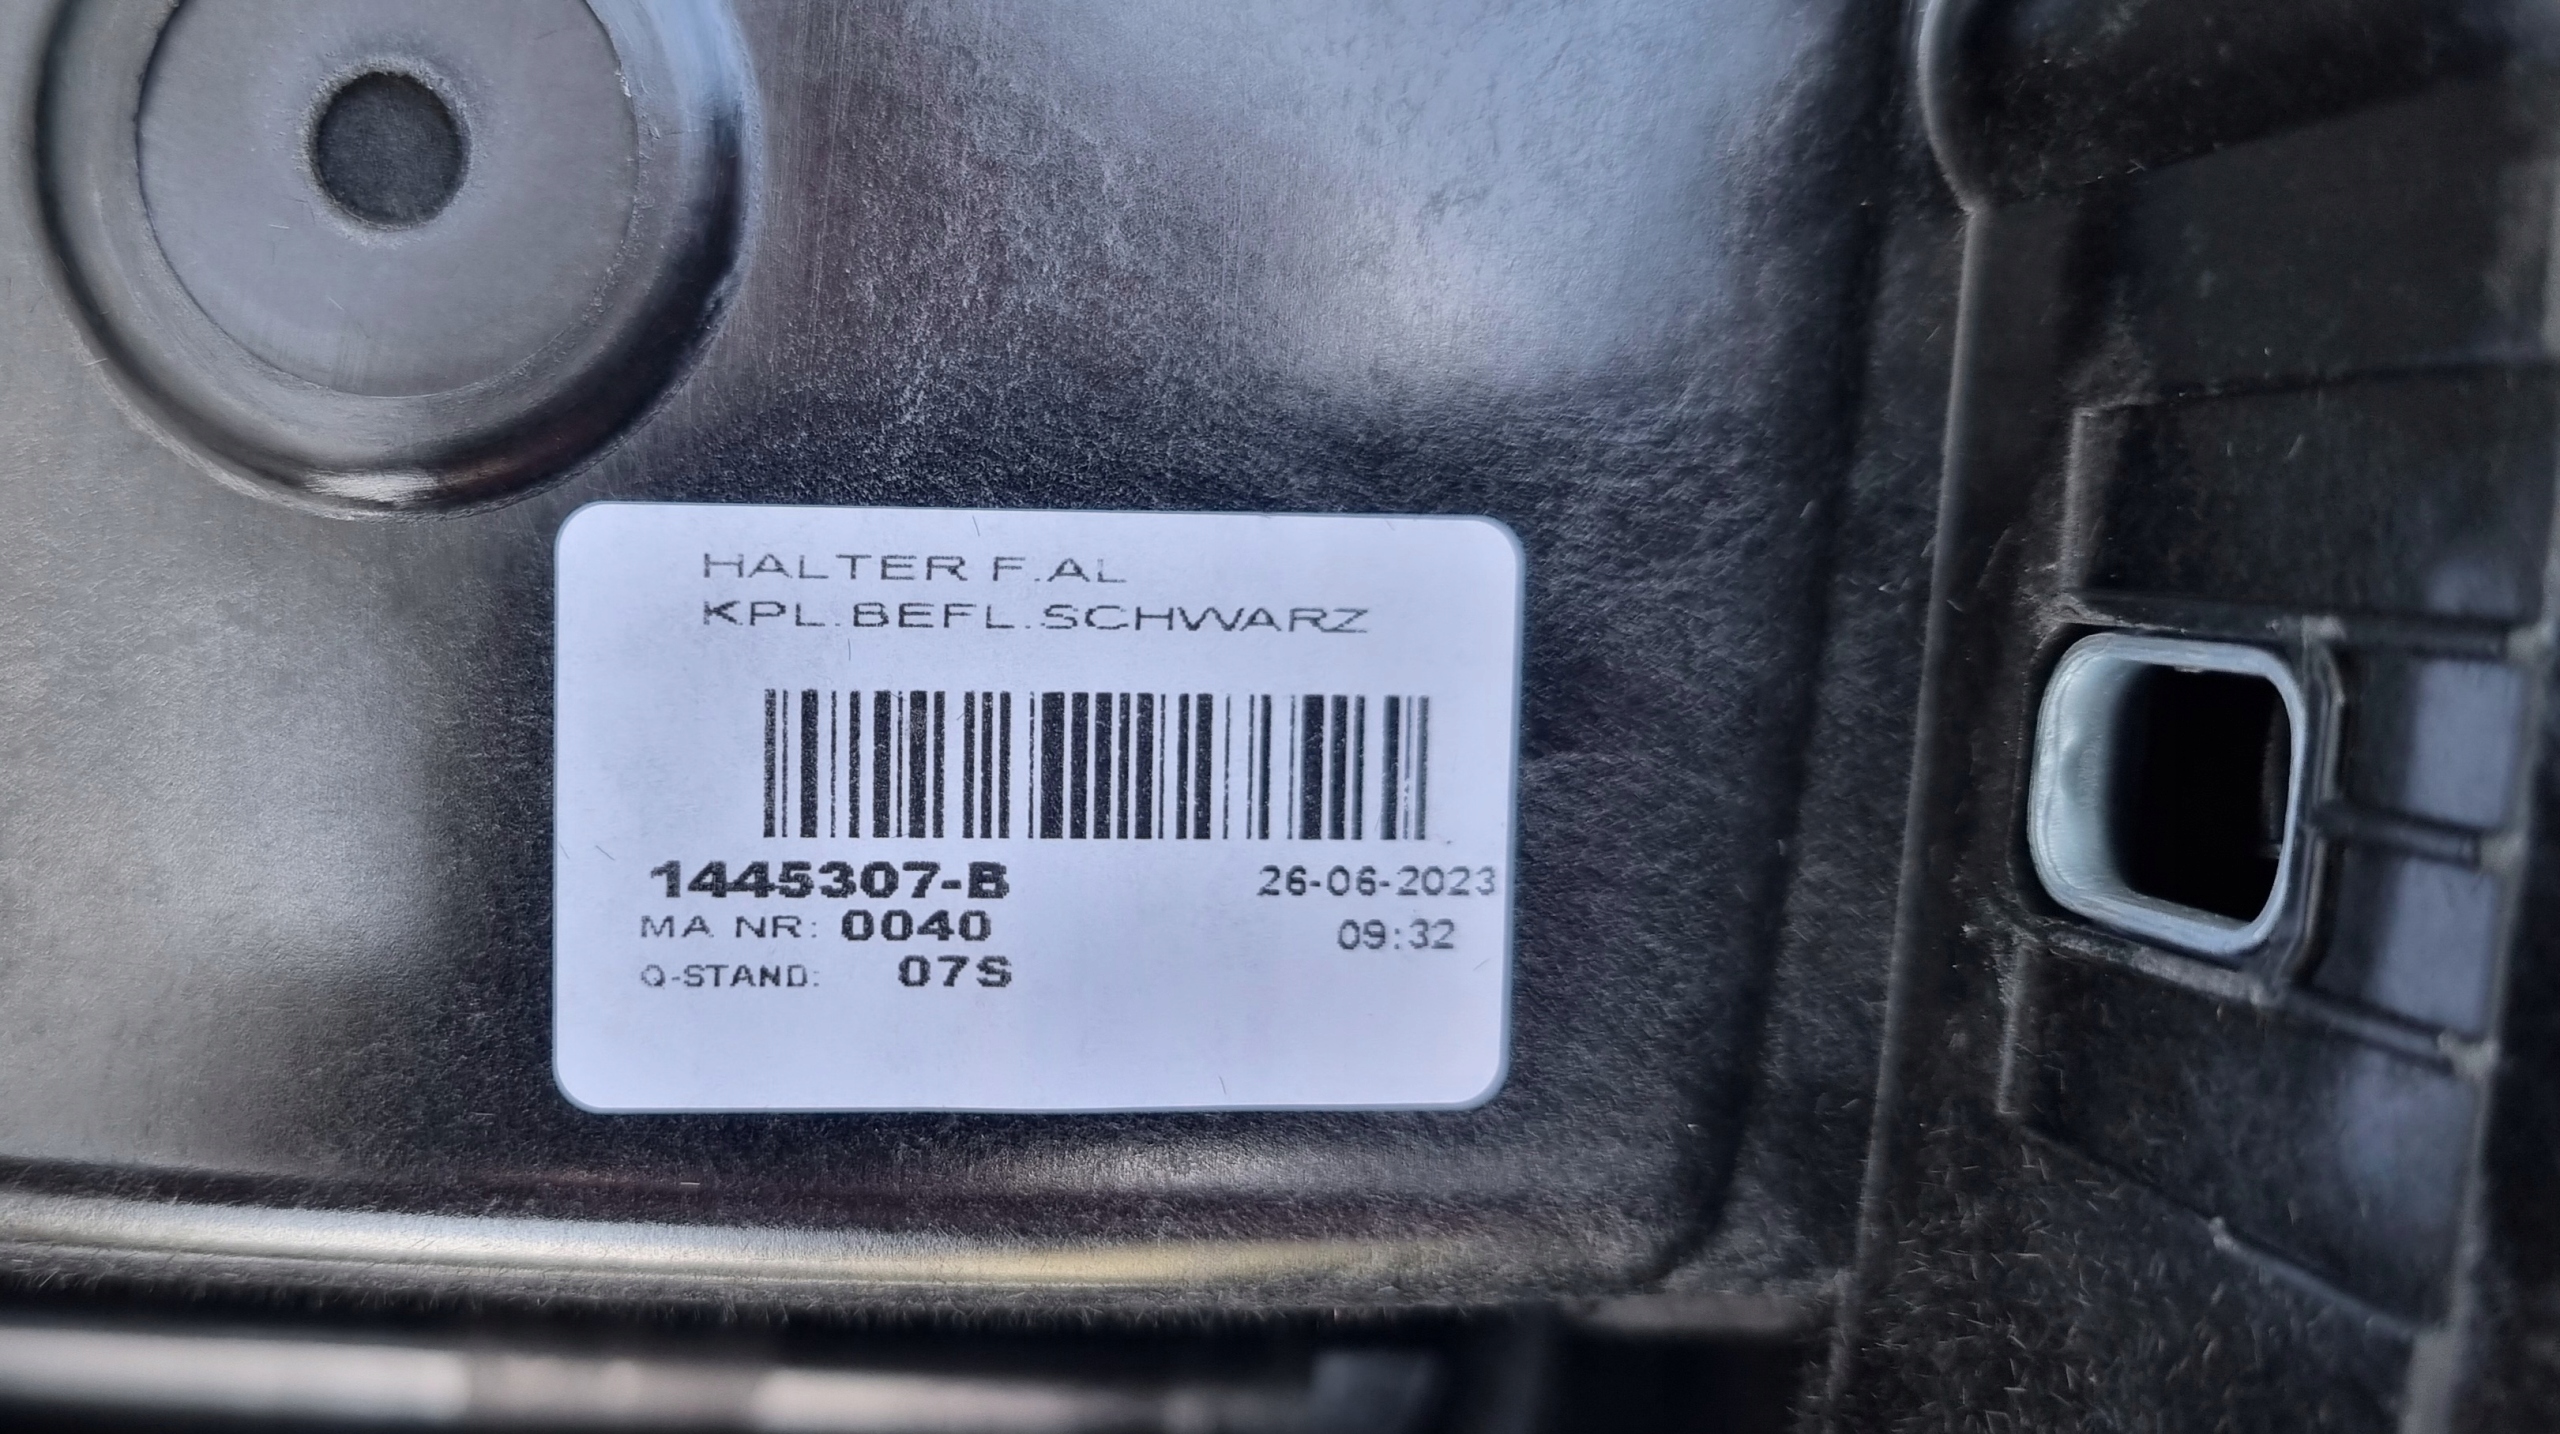 HALTER F.AL
KPL.BEFL.SCHWARZ
1445307-B
26-06-2023
MA NR: 0040
09:32
Q-STAND: 07S